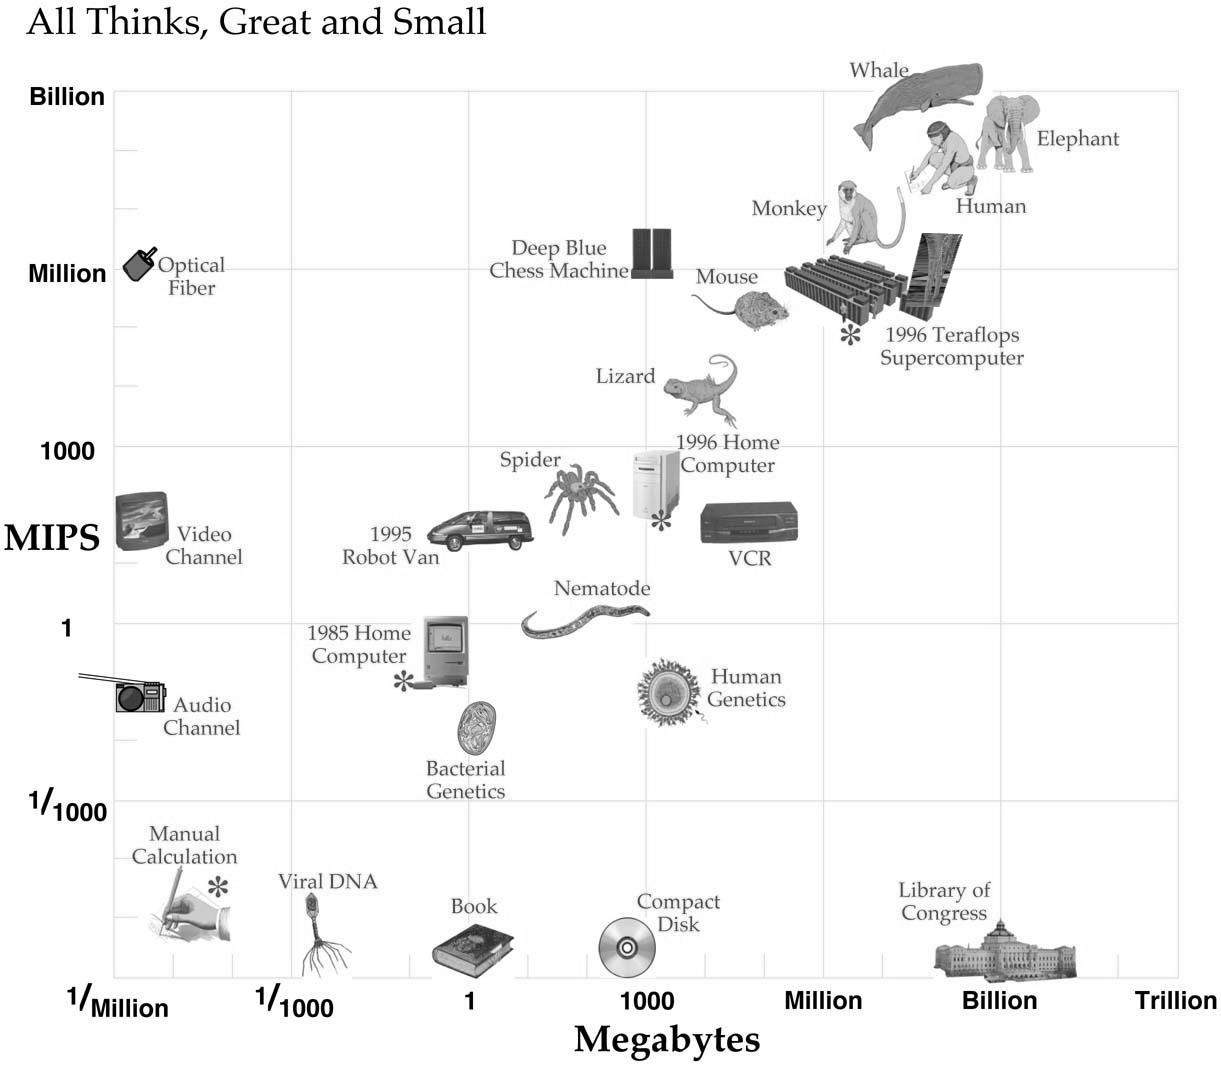 All Thinks, Great and Small
Whale
Billion
Elephant
Human
Monkey
Deep Blue
Chess Machine
Optical
Fiber
Million
Mouse
1996 Teraflops
Supercomputer
Lizard
1996 Home
Computer
1000
Spider
MIPS
Video
Channel
1995
Robot Van
VCR
Nematode
1
1985 Home
Computer
*
*
*
Human
Genetics
Audio
Channel
Bacterial
Genetics
1/1000
Manual
Calculation
*
Viral DNA
Book
Compact
Disk
Library of
Congress
1/Million
1/1000
1
1000
Million
Billion
Trillion
Megabytes